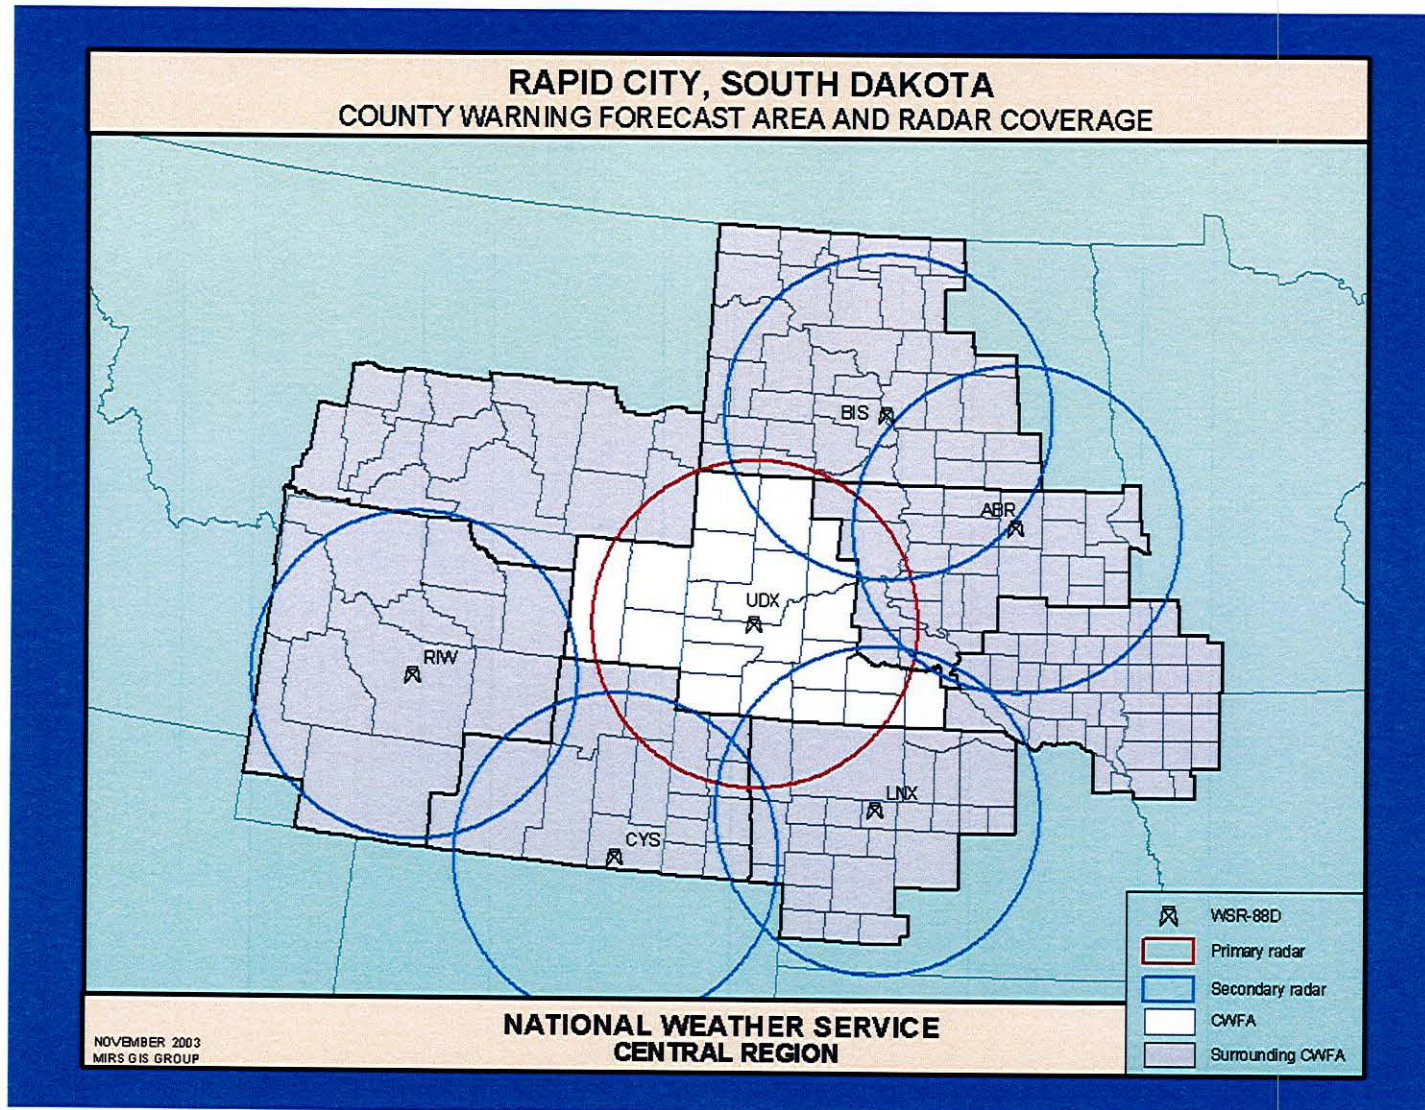 RAPID CITY, SOUTH DAKOTA
COUNTY WARNING FORECAST AREA AND RADAR COVERAGE
BIS
ABR
UDX
RIW
LNX
CYS
WSR-88D
Primary radar
Secondary radar
CWFA
Surrounding CWFA
NATIONAL WEATHER SERVICE
CENTRAL REGION
NOVEMBER 2003
MIRS GIS GROUP